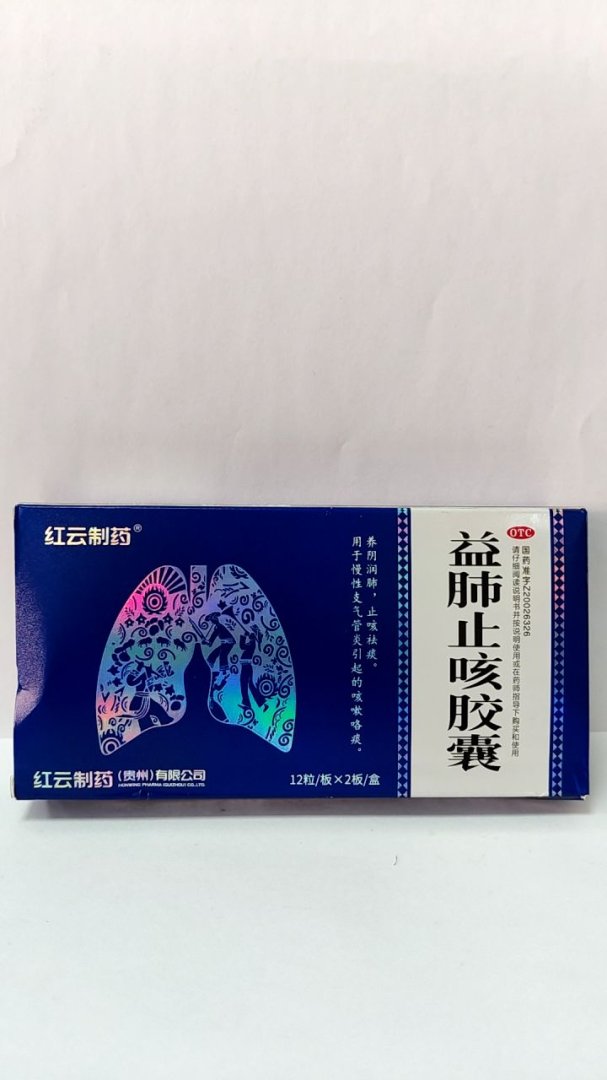 红云制药®
养阴润肺，止咳祛痰。
用于慢性支气管炎引起的咳嗽咯痰。
红云制药(贵州)有限公司
HONWING PHARMA (GUIZHOU) CO.,LTD.
12粒/板×2板/盒
OTC
国药准字Z20026326
请仔细阅读说明书并按说明使用或在药师指导下购买和使用
益肺止咳胶囊